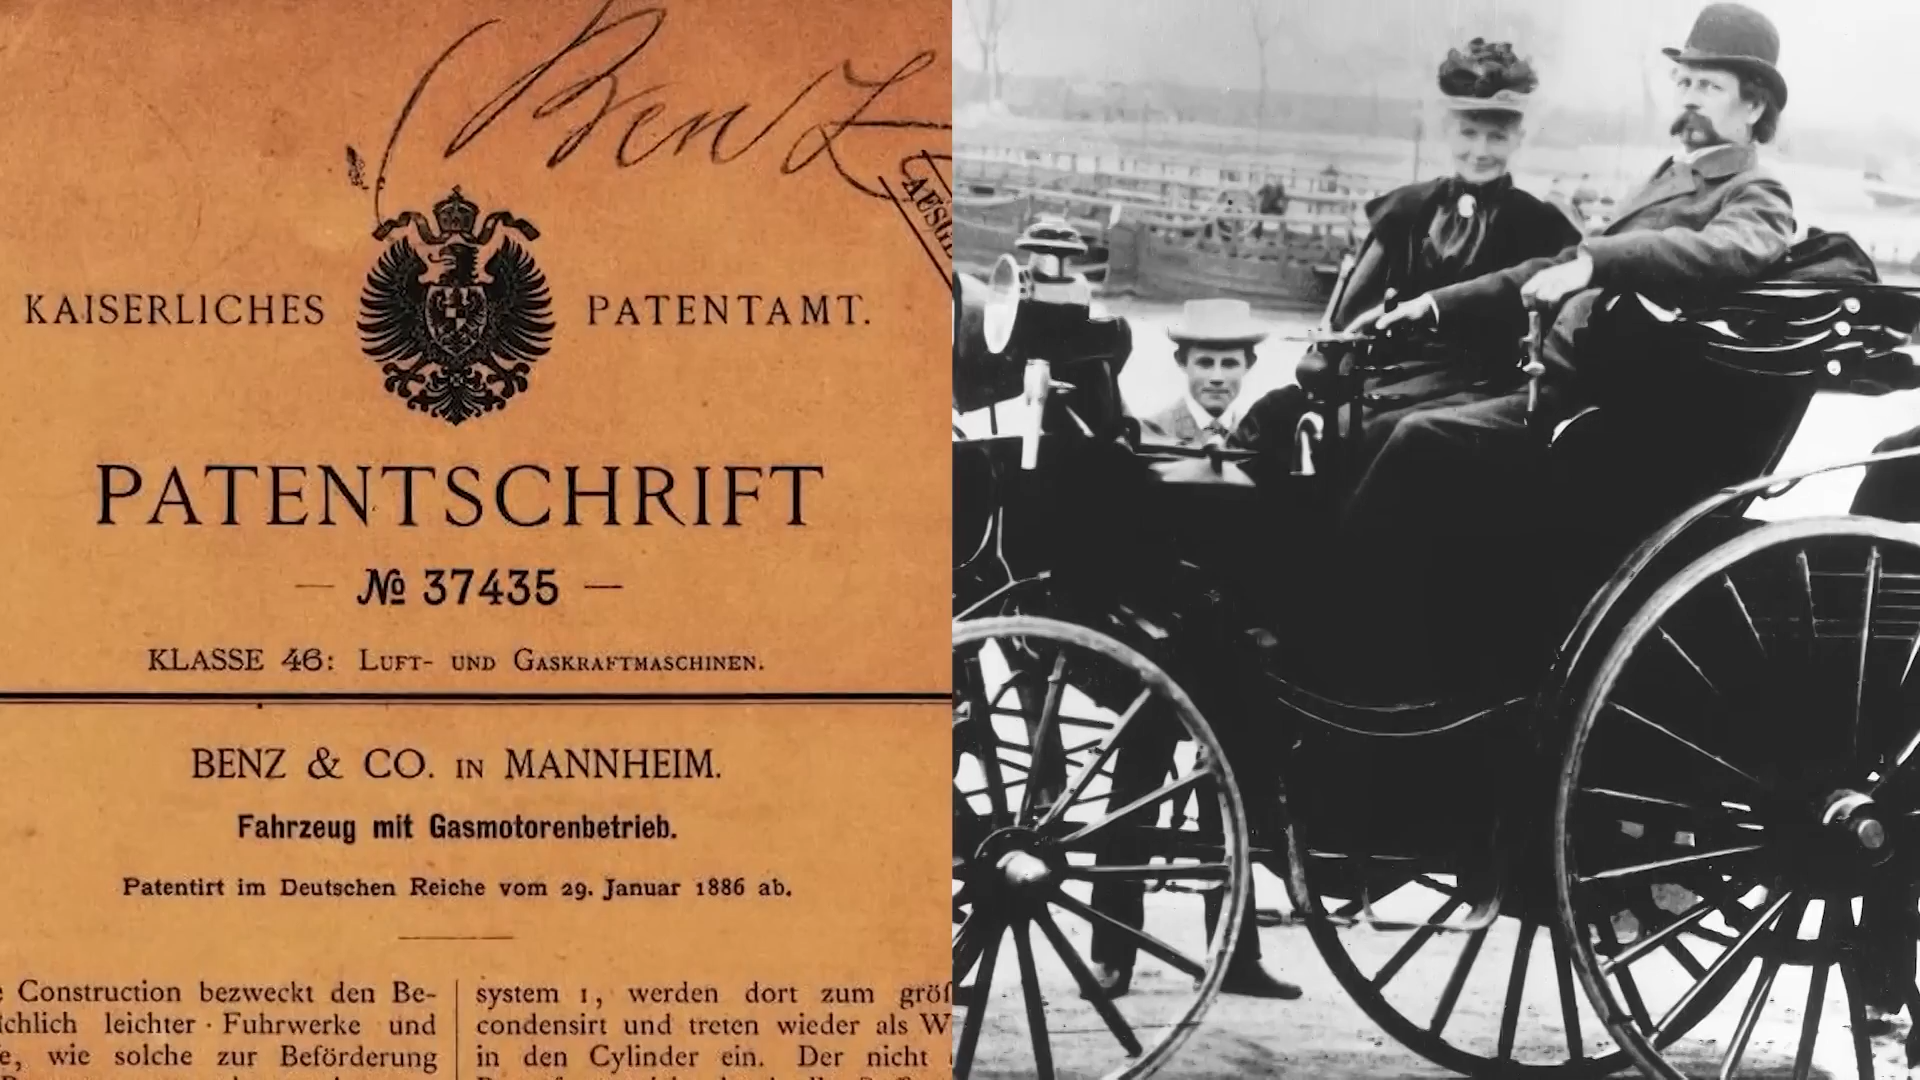 Benz
KAISERLICHES PATENTAMT.
PATENTSCHRIFT
— № 37435 —
KLASSE 46: LUFT- UND GASKRAFTMASCHINEN.
BENZ & CO. IN MANNHEIM.
Fahrzeug mit Gasmotorenbetrieb.
Patentirt im Deutschen Reiche vom 29. Januar 1886 ab.
Construction bezweckt den Be-
leichter Fuhrwerke und
wie solche zur Beförderung
system 1, werden dort zum
condensirt und treten wieder als
in den Cylinder ein. Der nicht